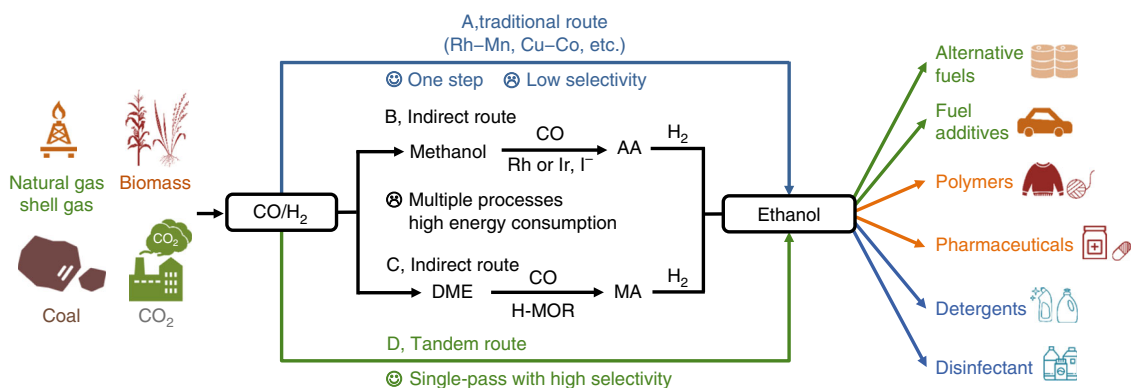 A,traditional route
(Rh–Mn, Cu–Co, etc.)
One step
Low selectivity
Natural gas
shell gas
Biomass
Coal
CO₂
CO₂
CO/H₂
B, Indirect route
Methanol
CO
Rh or Ir, I⁻
AA
H₂
Multiple processes
high energy consumption
C, Indirect route
DME
CO
H-MOR
MA
H₂
D, Tandem route
Single-pass with high selectivity
Ethanol
Alternative
fuels
Fuel
additives
Polymers
Pharmaceuticals
Detergents
Disinfectant